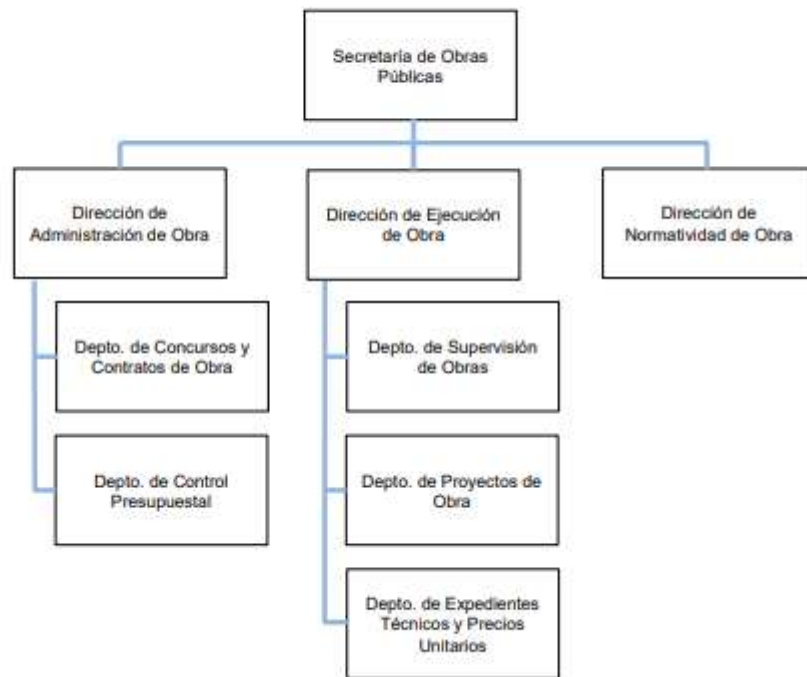 Secretaría de Obras
Públicas
Dirección de
Administración de Obra
Dirección de Ejecución
de Obra
Dirección de
Normatividad de Obra
Depto. de Concursos y
Contratos de Obra
Depto. de Supervisión
de Obras
Depto. de Control
Presupuestal
Depto. de Proyectos de
Obra
Depto. de Expedientes
Técnicos y Precios
Unitarios